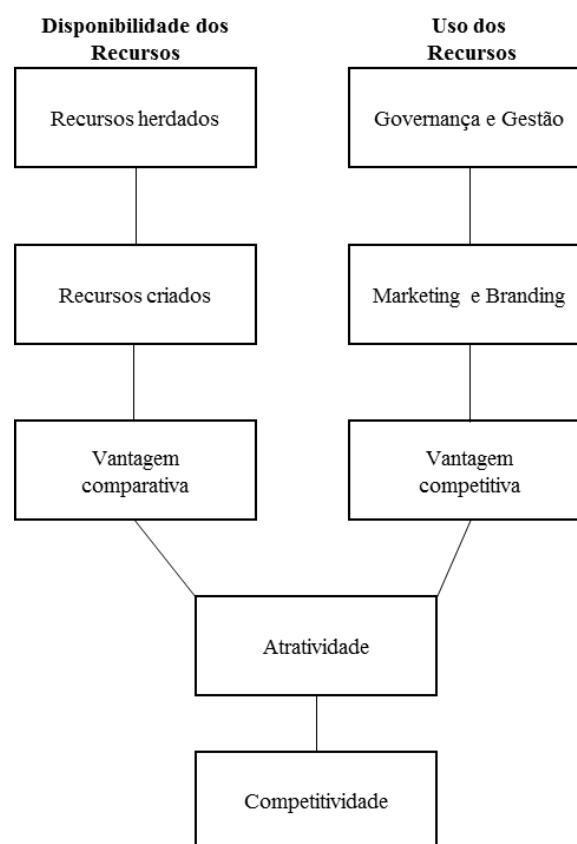 Disponibilidade dos
Recursos
Uso dos
Recursos
Recursos herdados
Governança e Gestão
Recursos criados
Marketing e Branding
Vantagem
comparativa
Vantagem
competitiva
Atratividade
Competitividade